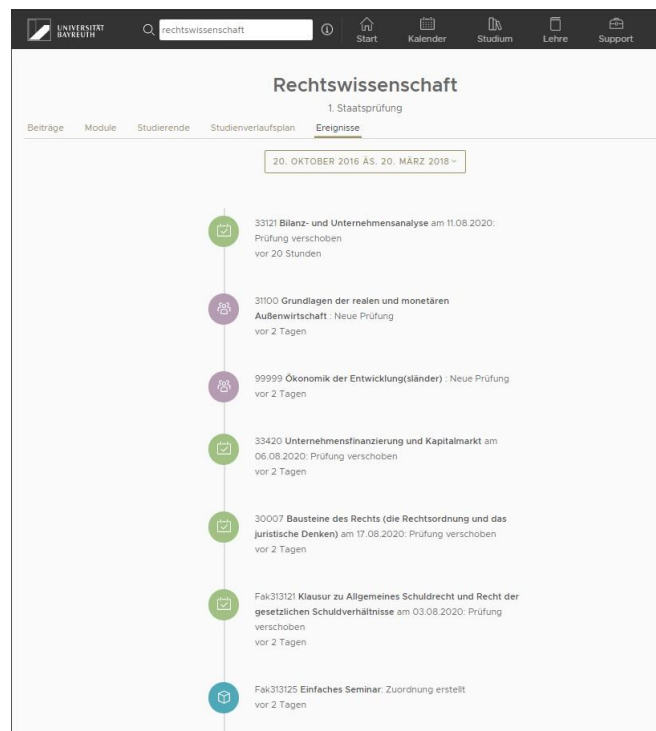 UNIVERSITÄT
BAYREUTH
rechtswissenschaft
Start
Kalender
Studium
Lehre
Support
Rechtswissenschaft
1. Staatsprüfung
Beiträge
Module
Studierende
Studienverlaufsplan
Ereignisse
20. OKTOBER 2016 ÄS. 20. MÄRZ 2018
33121 Bilanz- und Unternehmensanalyse am 11.08.2020:
Prüfung verschoben
vor 20 Stunden
31100 Grundlagen der realen und monetären
Außenwirtschaft : Neue Prüfung
vor 2 Tagen
99999 Ökonomik der Entwicklung(sländer) : Neue Prüfung
vor 2 Tagen
33420 Unternehmensfinanzierung und Kapitalmarkt am
06.08.2020: Prüfung verschoben
vor 2 Tagen
30007 Bausteine des Rechts (die Rechtsordnung und das
juristische Denken) am 17.08.2020: Prüfung verschoben
vor 2 Tagen
Fak313121 Klausur zu Allgemeines Schuldrecht und Recht der
gesetzlichen Schuldverhältnisse am 03.08.2020: Prüfung
verschoben
vor 2 Tagen
Fak313125 Einfaches Seminar: Zuordnung erstellt
vor 2 Tagen